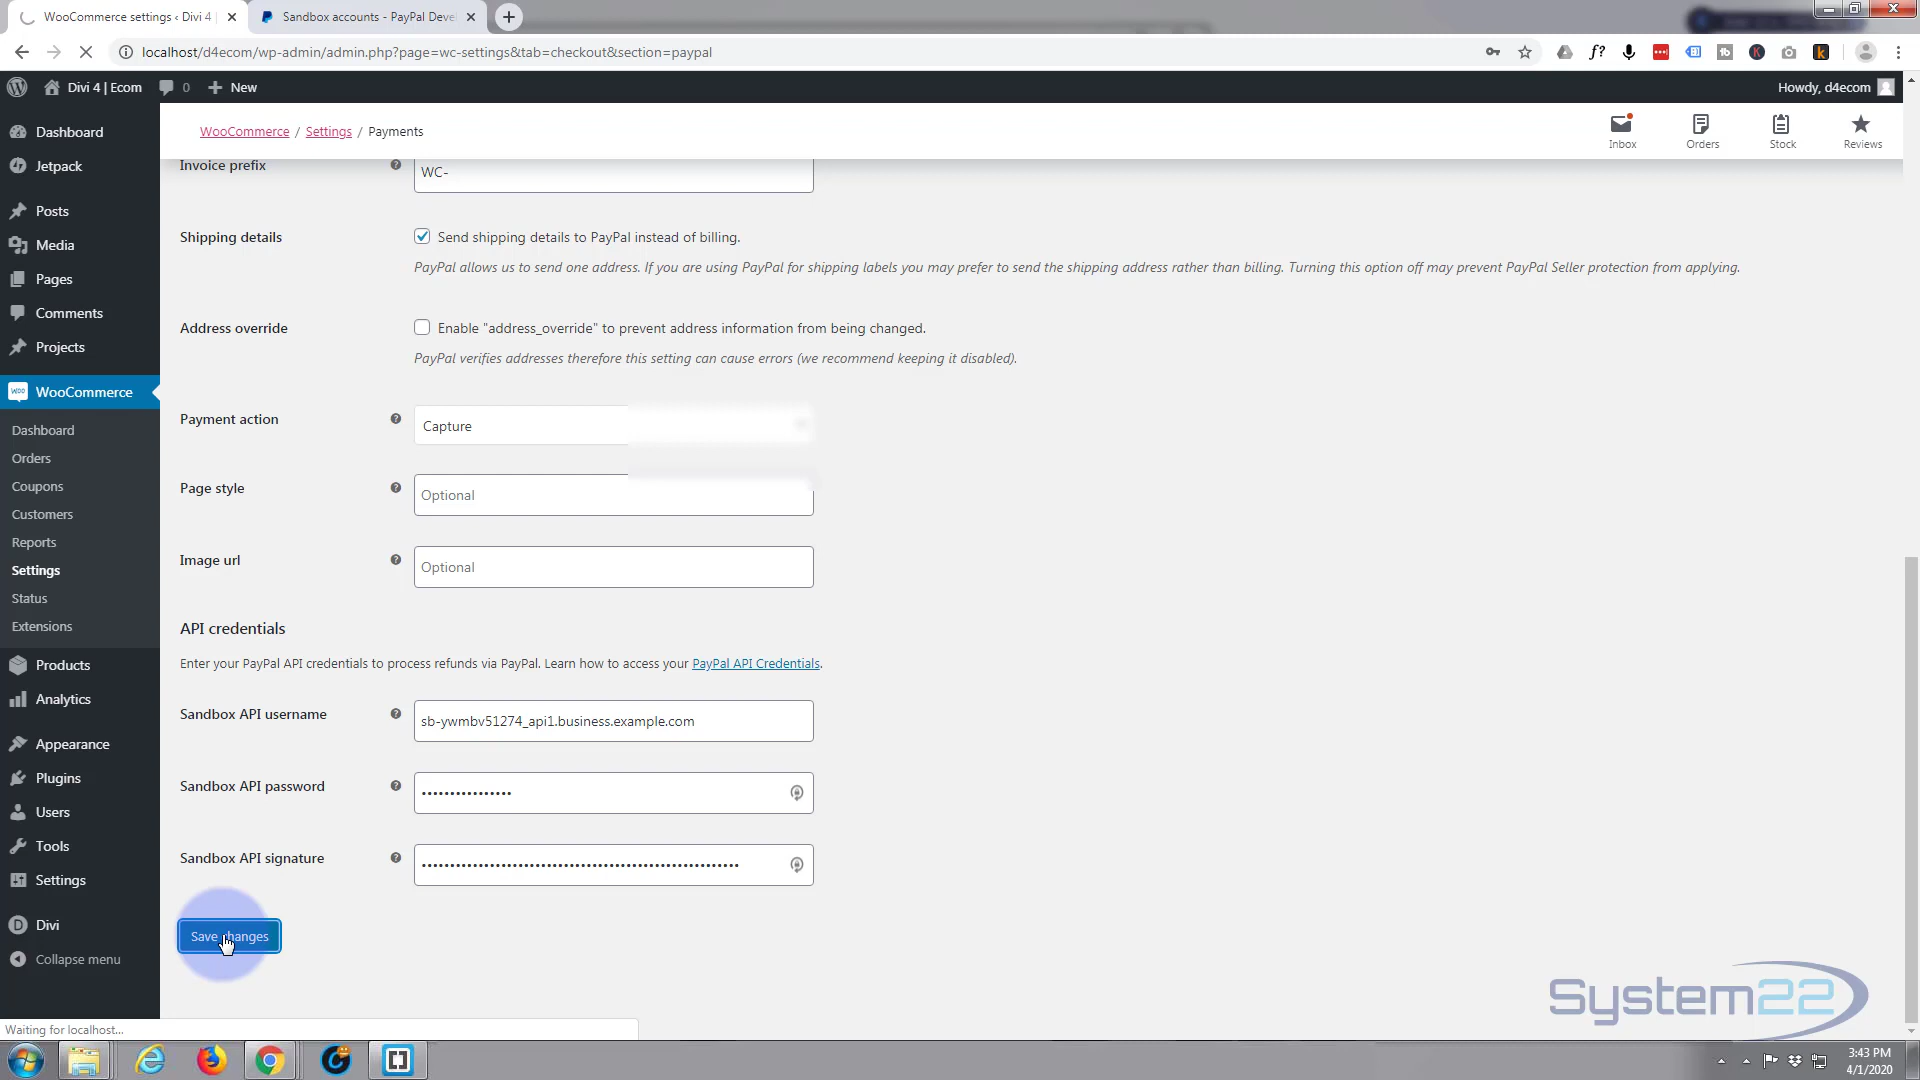 WooCommerce settings ‹ Divi 4 |
Sandbox accounts - PayPal Deve
localhost/d4ecom/wp-admin/admin.php?page=wc-settings&tab=checkout&section=paypal
Divi 4 | Ecom
0
New
Howdy, d4ecom
WooCommerce / Settings / Payments
Inbox
Orders
Stock
Reviews
Dashboard
Jetpack
Posts
Media
Pages
Comments
Projects
WooCommerce
Dashboard
Orders
Coupons
Customers
Reports
Settings
Status
Extensions
Products
Analytics
Appearance
Plugins
Users
Tools
Settings
Divi
Collapse menu
Invoice prefix
WC-
Shipping details
Send shipping details to PayPal instead of billing.
PayPal allows us to send one address. If you are using PayPal for shipping labels you may prefer to send the shipping address rather than billing. Turning this option off may prevent PayPal Seller protection from applying.
Address override
Enable "address_override" to prevent address information from being changed.
PayPal verifies addresses therefore this setting can cause errors (we recommend keeping it disabled).
Payment action
Capture
Page style
Optional
Image url
Optional
API credentials
Enter your PayPal API credentials to process refunds via PayPal. Learn how to access your PayPal API Credentials.
Sandbox API username
sb-ywmbv51274_api1.business.example.com
Sandbox API password
Sandbox API signature
Save changes
System22
Waiting for localhost...
3:43 PM
4/1/2020